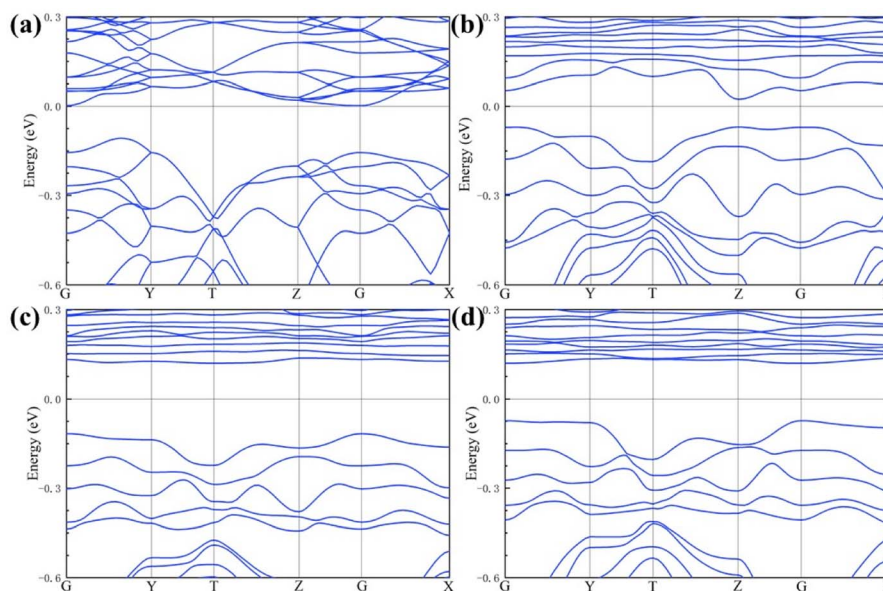 (a)
Energy (eV)
0.3
0.0
−0.3
−0.6
G Y T Z G X
(b)
Energy (eV)
0.3
0.0
−0.3
−0.6
G Y T Z G
(c)
Energy (eV)
0.3
0.0
−0.3
−0.6
G Y T Z G X
(d)
Energy (eV)
0.3
0.0
−0.3
−0.6
G Y T Z G